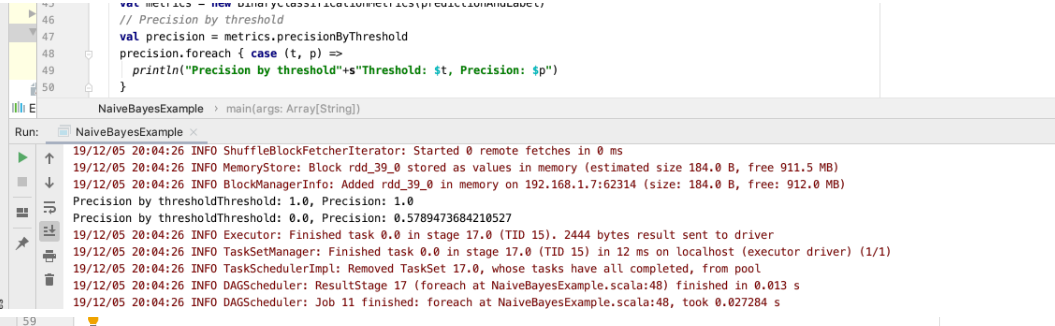 45 val metrics = new BinaryClassificationMetrics(predictionAndLabel)
46 // Precision by threshold
47 val precision = metrics.precisionByThreshold
48 precision.foreach { case (t, p) =>
49 println("Precision by threshold"+s"Threshold: $t, Precision: $p")
50 }
E NaiveBayesExample › main(args: Array[String])
Run: NaiveBayesExample ×
19/12/05 20:04:26 INFO ShuffleBlockFetcherIterator: Started 0 remote fetches in 0 ms
19/12/05 20:04:26 INFO MemoryStore: Block rdd_39_0 stored as values in memory (estimated size 184.0 B, free 911.5 MB)
19/12/05 20:04:26 INFO BlockManagerInfo: Added rdd_39_0 in memory on 192.168.1.7:62314 (size: 184.0 B, free: 912.0 MB)
Precision by thresholdThreshold: 1.0, Precision: 1.0
Precision by thresholdThreshold: 0.0, Precision: 0.5789473684210527
19/12/05 20:04:26 INFO Executor: Finished task 0.0 in stage 17.0 (TID 15). 2444 bytes result sent to driver
19/12/05 20:04:26 INFO TaskSetManager: Finished task 0.0 in stage 17.0 (TID 15) in 12 ms on localhost (executor driver) (1/1)
19/12/05 20:04:26 INFO TaskSchedulerImpl: Removed TaskSet 17.0, whose tasks have all completed, from pool
19/12/05 20:04:26 INFO DAGScheduler: ResultStage 17 (foreach at NaiveBayesExample.scala:48) finished in 0.013 s
19/12/05 20:04:26 INFO DAGScheduler: Job 11 finished: foreach at NaiveBayesExample.scala:48, took 0.027284 s
59